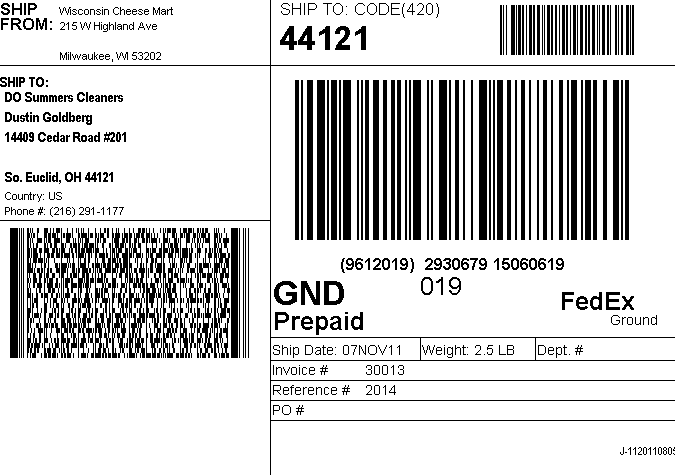 SHIP FROM:
Wisconsin Cheese Mart
215 W Highland Ave
Milwaukee, WI 53202
SHIP TO:
DO Summers Cleaners
Dustin Goldberg
14409 Cedar Road #201
So. Euclid, OH 44121
Country: US
Phone #: (216) 291-1177
SHIP TO: CODE(420)
44121
(9612019) 2930679 15060619
019
GND
Prepaid
FedEx
Ground
Ship Date: 07NOV11 Weight: 2.5 LB Dept. #
Invoice # 30013
Reference # 2014
PO #
J-1120110805